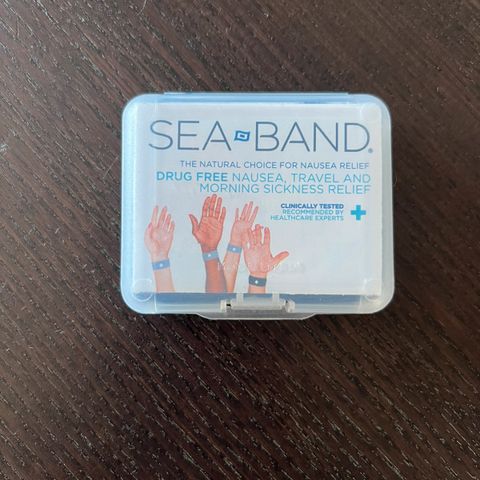 SEA BAND®
THE NATURAL CHOICE FOR NAUSEA RELIEF
DRUG FREE NAUSEA, TRAVEL AND
MORNING SICKNESS RELIEF
CLINICALLY TESTED
RECOMMENDED BY
HEALTHCARE EXPERTS